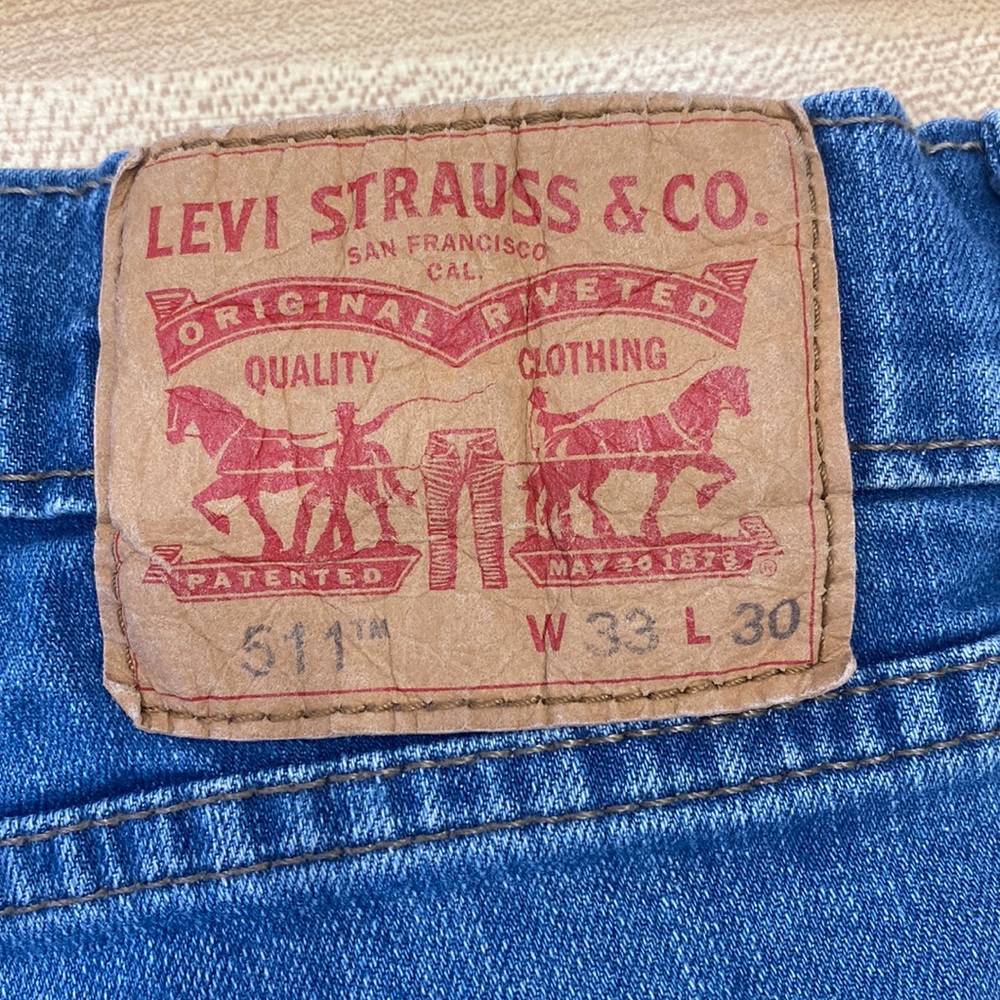 LEVI STRAUSS & CO.
SAN FRANCISCO
CAL.
ORIGINAL RIVETED
QUALITY CLOTHING
PATENTED MAY 20 1873 ®
511™ W 33 L 30